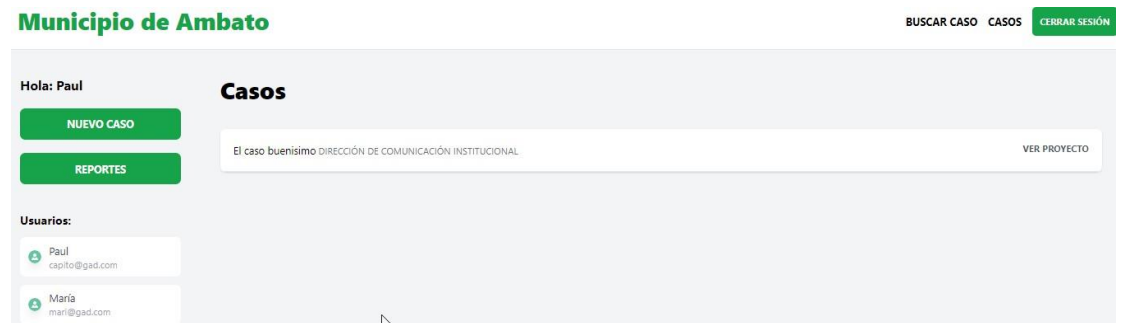 Municipio de Ambato
BUSCAR CASO CASOS CERRAR SESIÓN
Hola: Paul
NUEVO CASO
REPORTES
Usuarios:
Paul
capito@gad.com
María
mari@gad.com
Casos
El caso buenisimo DIRECCIÓN DE COMUNICACIÓN INSTITUCIONAL
VER PROYECTO